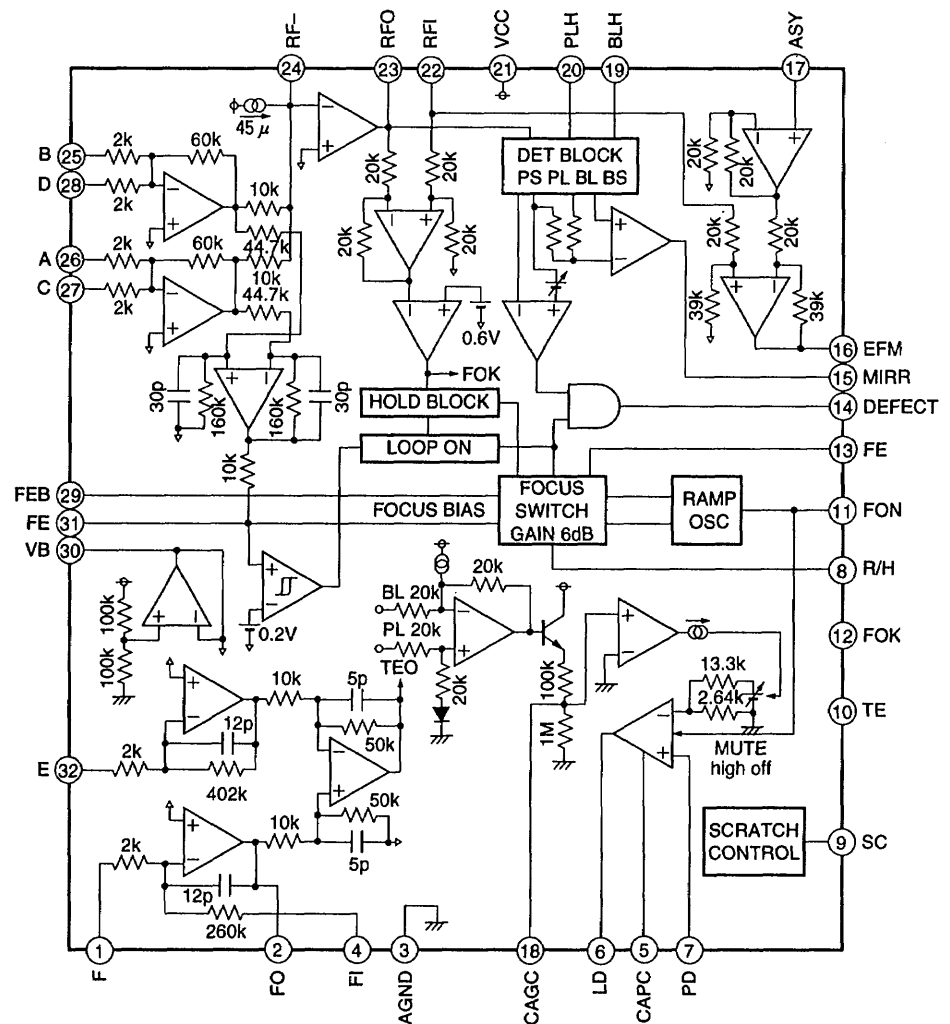 RF–
RFO
RFI
VCC
PLH
BLH
ASY
24
23
22
21
20
19
17
45 μ
B
25
2k
60k
D
28
2k
10k
44.7k
A
26
2k
60k
10k
C
27
2k
44.7k
20k
20k
20k
20k
DET BLOCK
PS PL BL BS
20k
20k
20k
20k
39k
39k
0.6V
30p
160k
160k
30p
10k
FOK
HOLD BLOCK
LOOP ON
16
EFM
15
MIRR
14
DEFECT
13
FE
FEB
29
FE
31
VB
30
FOCUS BIAS
FOCUS
SWITCH
GAIN 6dB
RAMP
OSC
11
FON
8
R/H
12
FOK
10
TE
9
SC
100k
100k
0.2V
BL 20k
PL 20k
TEO
20k
20k
100k
1M
13.3k
2.64k
MUTE
high off
SCRATCH
CONTROL
E
32
2k
12p
402k
10k
5p
50k
50k
5p
10k
2k
12p
260k
1
2
4
3
18
6
5
7
F
FO
FI
AGND
CAGC
LD
CAPC
PD
+
–